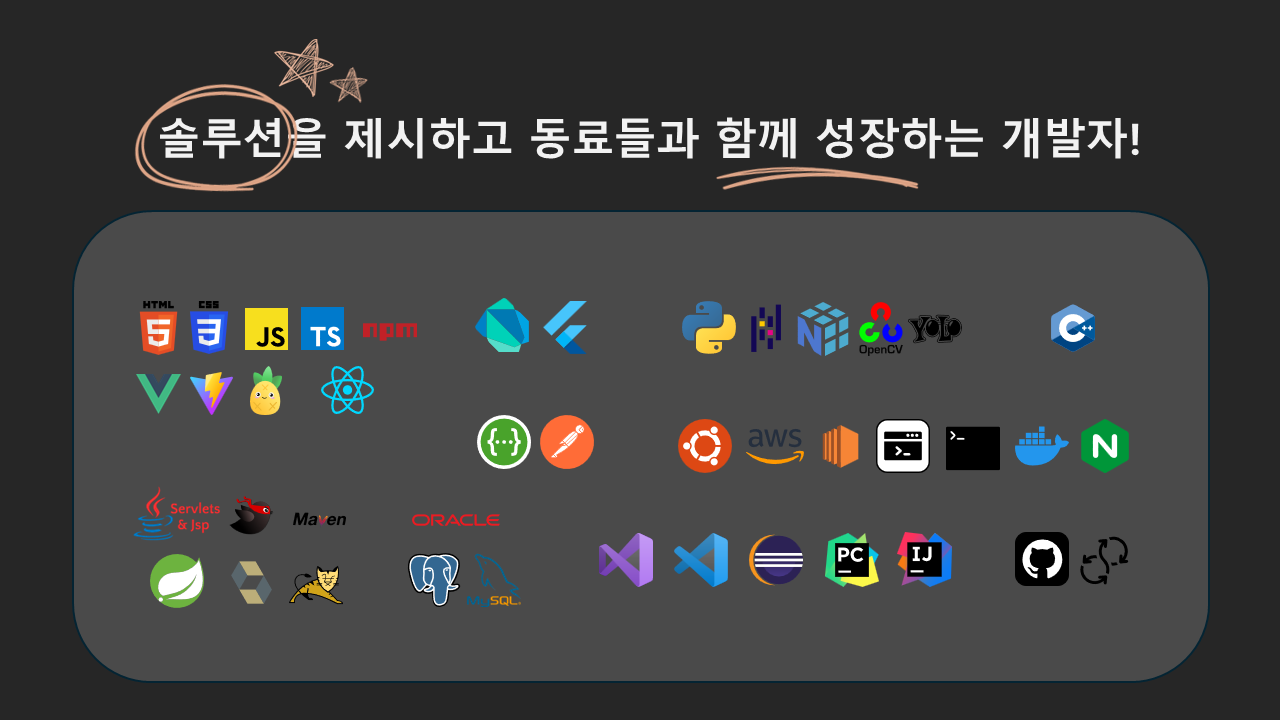 솔루션을 제시하고 동료들과 함께 성장하는 개발자!
HTML CSS JS TS npm
OpenCV YOLO C++
aws >_ >_ N
Servlets & Jsp Maven ORACLE
MySQL PC IJ